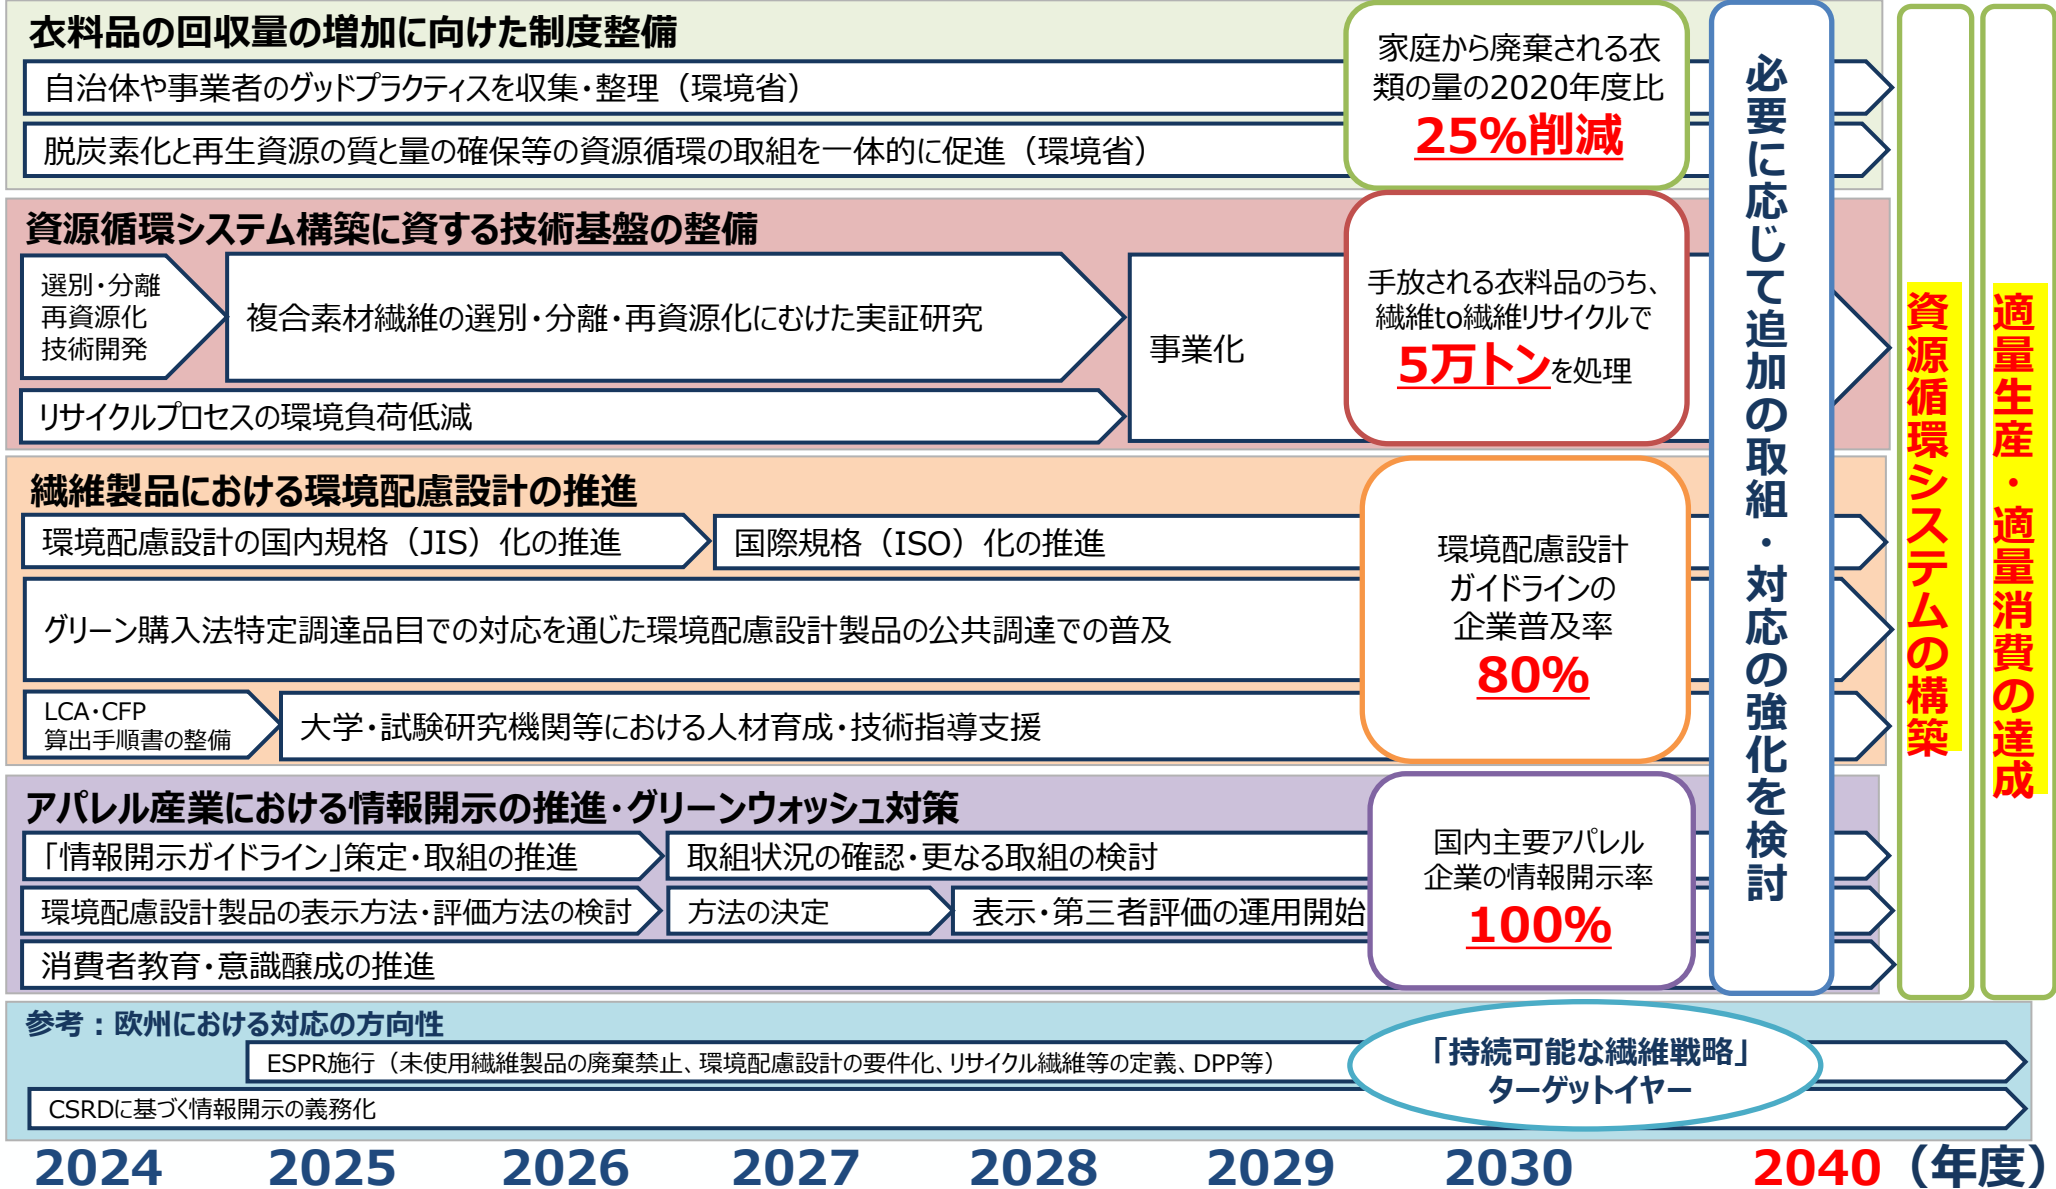 衣料品の回収量の増加に向けた制度整備
自治体や事業者のグッドプラクティスを収集・整理（環境省）
脱炭素化と再生資源の質と量の確保等の資源循環の取組を一体的に促進（環境省）
家庭から廃棄される衣
類の量の2020年度比
25%削減
資源循環システム構築に資する技術基盤の整備
選別・分離
再資源化
技術開発
複合素材繊維の選別・分離・再資源化にむけた実証研究
リサイクルプロセスの環境負荷低減
事業化
手放される衣料品のうち、
繊維to繊維リサイクルで
5万トンを処理
繊維製品における環境配慮設計の推進
環境配慮設計の国内規格（JIS）化の推進
国際規格（ISO）化の推進
グリーン購入法特定調達品目での対応を通じた環境配慮設計製品の公共調達での普及
LCA・CFP
算出手順書の整備
大学・試験研究機関等における人材育成・技術指導支援
環境配慮設計
ガイドラインの
企業普及率
80%
アパレル産業における情報開示の推進・グリーンウォッシュ対策
「情報開示ガイドライン」策定・取組の推進
取組状況の確認・更なる取組の検討
環境配慮設計製品の表示方法・評価方法の検討
方法の決定
表示・第三者評価の運用開始
消費者教育・意識醸成の推進
国内主要アパレル
企業の情報開示率
100%
必要に応じて追加の取組・対応の強化を検討
資源循環システムの構築
適量生産・適量消費の達成
参考：欧州における対応の方向性
ESPR施行（未使用繊維製品の廃棄禁止、環境配慮設計の要件化、リサイクル繊維等の定義、DPP等）
CSRDに基づく情報開示の義務化
「持続可能な繊維戦略」
ターゲットイヤー
2024 2025 2026 2027 2028 2029 2030 2040（年度）